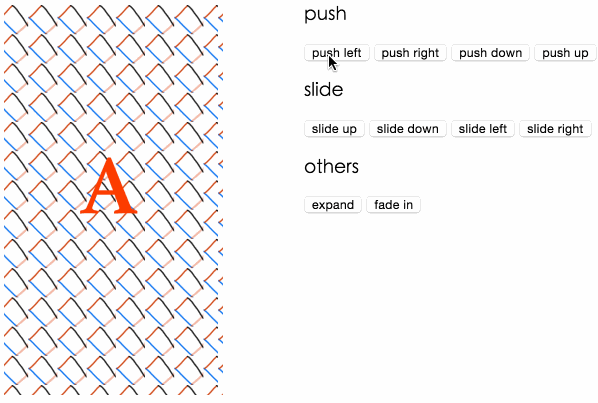 push
push left push right push down push up
slide
slide up slide down slide left slide right
A
others
expand fade in